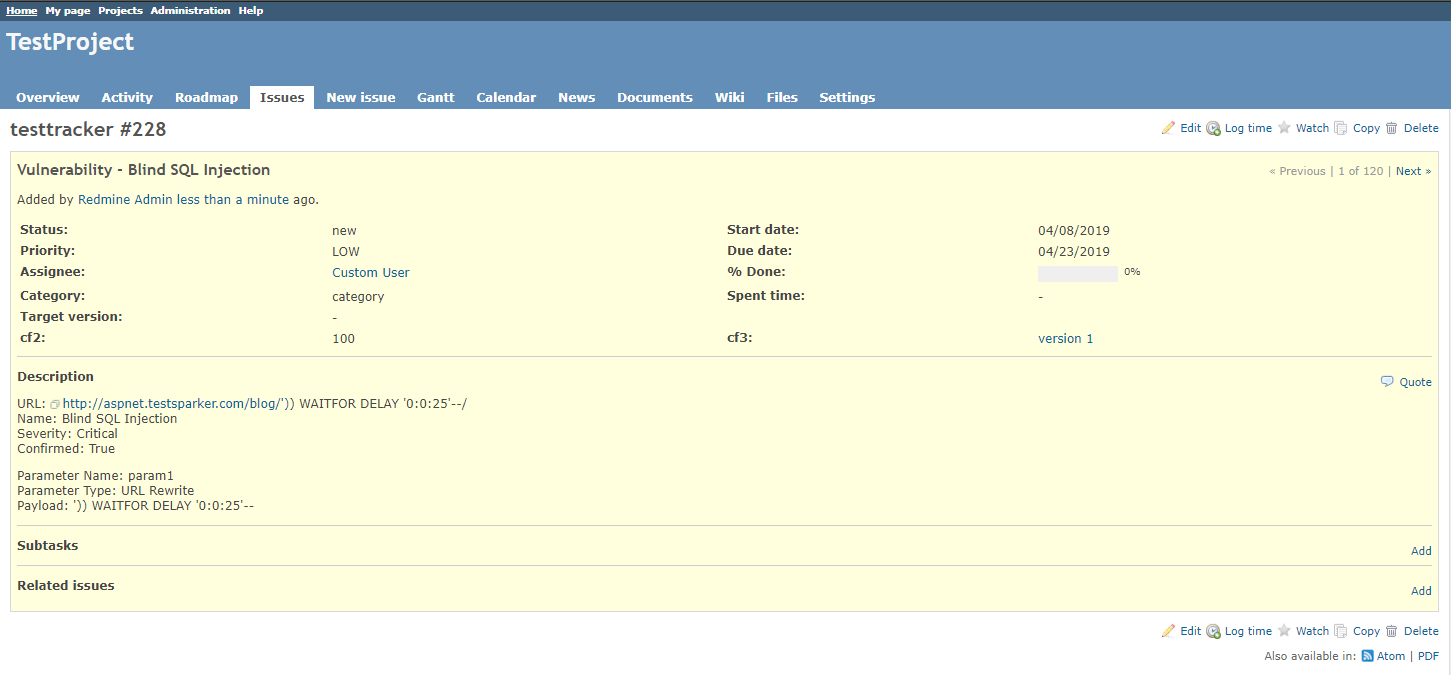 Home My page Projects Administration Help
TestProject
Overview Activity Roadmap Issues New issue Gantt Calendar News Documents Wiki Files Settings
testtracker #228
Edit Log time Watch Copy Delete
Vulnerability - Blind SQL Injection
« Previous | 1 of 120 | Next »
Added by Redmine Admin less than a minute ago.
Status: new Start date: 04/08/2019
Priority: LOW Due date: 04/23/2019
Assignee: Custom User % Done: 0%
Category: category Spent time: -
Target version: -
cf2: 100 cf3: version 1
Description
Quote
URL: http://aspnet.testsparker.com/blog/')) WAITFOR DELAY '0:0:25'--/
Name: Blind SQL Injection
Severity: Critical
Confirmed: True
Parameter Name: param1
Parameter Type: URL Rewrite
Payload: ')) WAITFOR DELAY '0:0:25'--
Subtasks
Add
Related issues
Add
Edit Log time Watch Copy Delete
Also available in: Atom | PDF